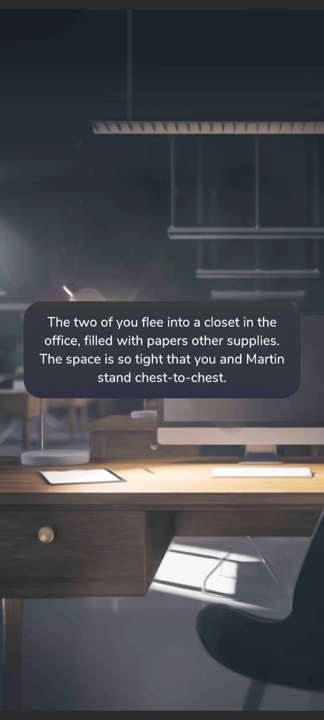 The two of you flee into a closet in the
office, filled with papers other supplies.
The space is so tight that you and Martin
stand chest-to-chest.